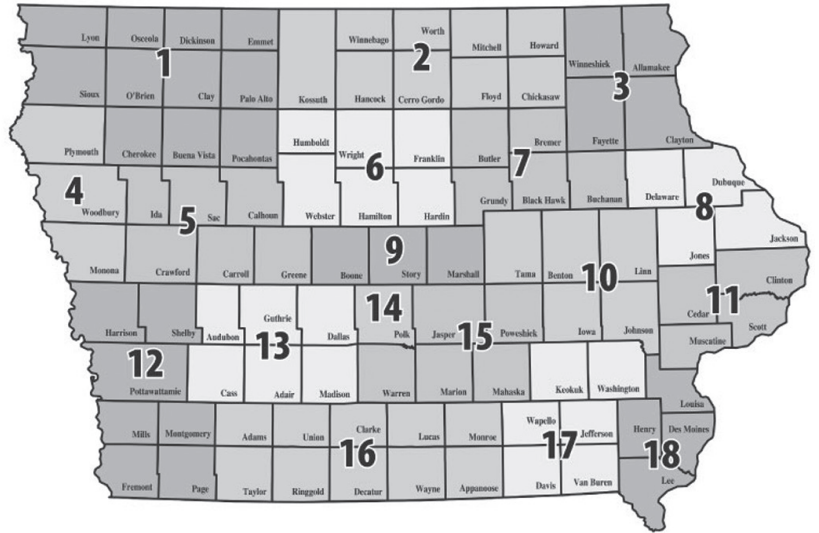 Lyon Osceola Dickinson Emmet Winnebago Worth Mitchell Howard Winneshiek Allamakee
1 2 3
Sioux O'Brien Clay Palo Alto Kossuth Hancock Cerro Gordo Floyd Chickasaw Fayette Clayton
Plymouth Cherokee Buena Vista Pocahontas Humboldt Wright Franklin Butler Bremer
4 5 6 7 8
Woodbury Ida Sac Calhoun Webster Hamilton Hardin Grundy Black Hawk Buchanan Delaware Dubuque
Monona Crawford Carroll Greene Boone Story Marshall Tama Benton Linn Jones Jackson
9 10 11
Harrison Shelby Audubon Guthrie Dallas Polk Jasper Poweshiek Iowa Johnson Cedar Clinton Scott
12 13 14 15
Muscatine
Pottawattamie Cass Adair Madison Warren Marion Mahaska Keokuk Washington Louisa
Mills Montgomery Adams Union Clarke Lucas Monroe Wapello Jefferson Henry Des Moines
16 17 18
Fremont Page Taylor Ringgold Decatur Wayne Appanoose Davis Van Buren Lee